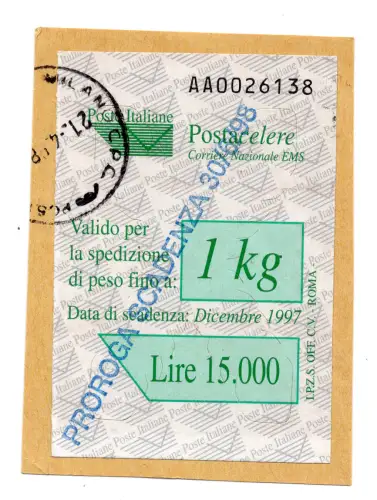 AA0026138
Poste Italiane
Postacelere
Corriere Nazionale EMS
Valido per
la spedizione
di peso fino a:
1 kg
Data di scadenza: Dicembre 1997
Lire 15.000
I.P.Z.S. OFF. C.V. - ROMA
PROROGA SCADENZA 30/6/98
MILANO